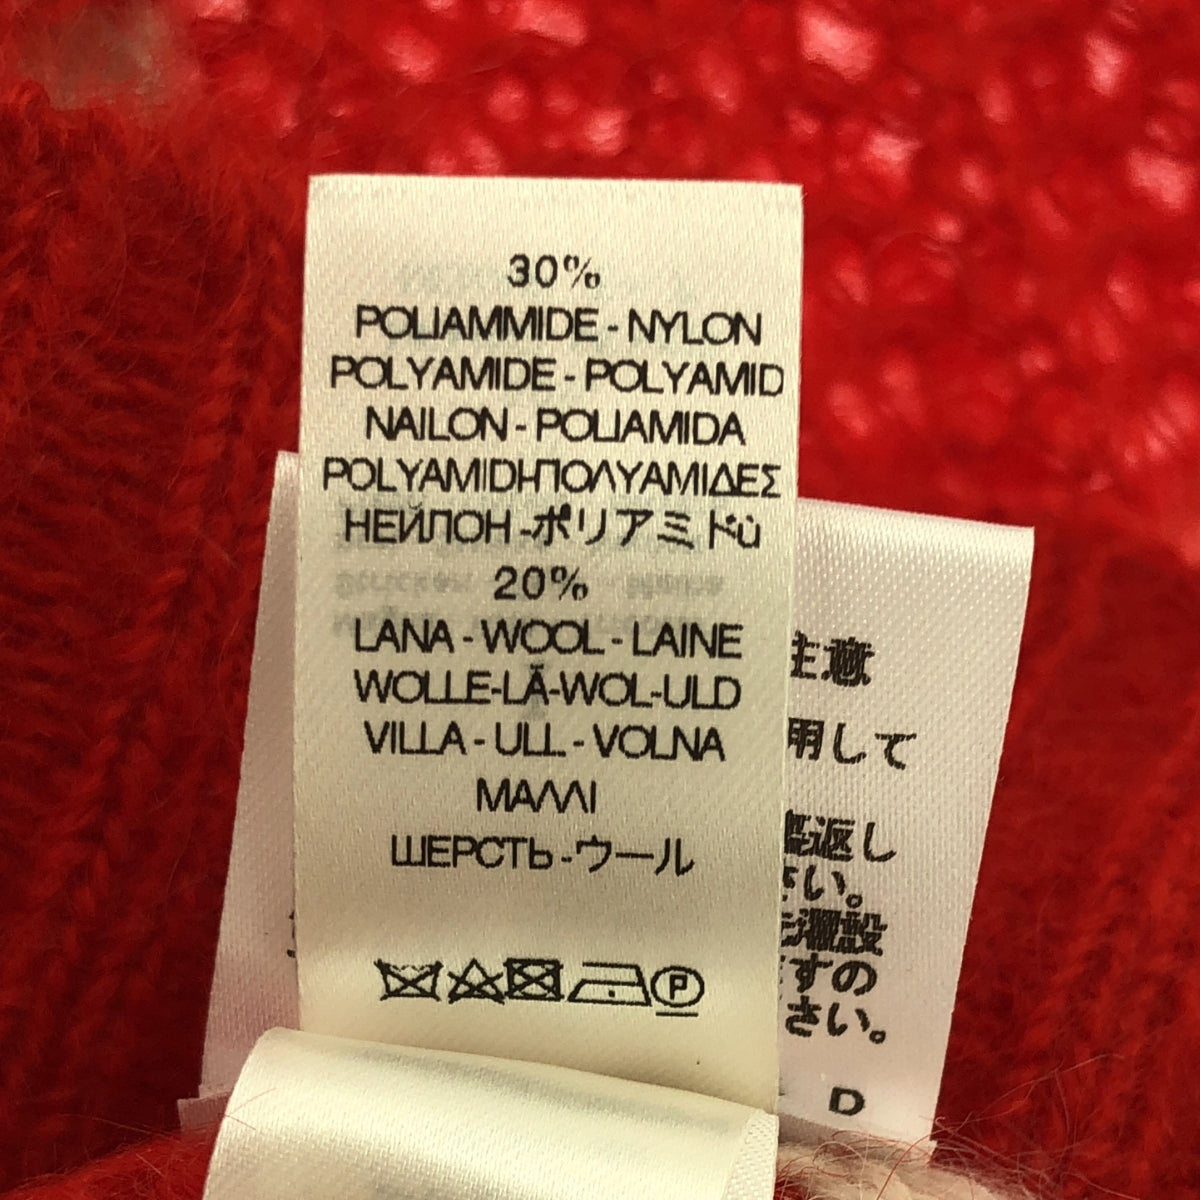 30%
POLIAMMIDE - NYLON
POLYAMIDE - POLYAMID
NAILON - POLIAMIDA
POLYAMIDHΠΟΛΥΑΜΙΔΕΣ
НЕЙЛОН -ポリアミドù
20%
LANA - WOOL - LAINE
WOLLE-LÃ-WOL-ULD
VILLA - ULL - VOLNA
ΜΑΛΛΙ
ШЕРСТЬ -ウール
P
注意
明して
返し
さい。
すの
さい。
D